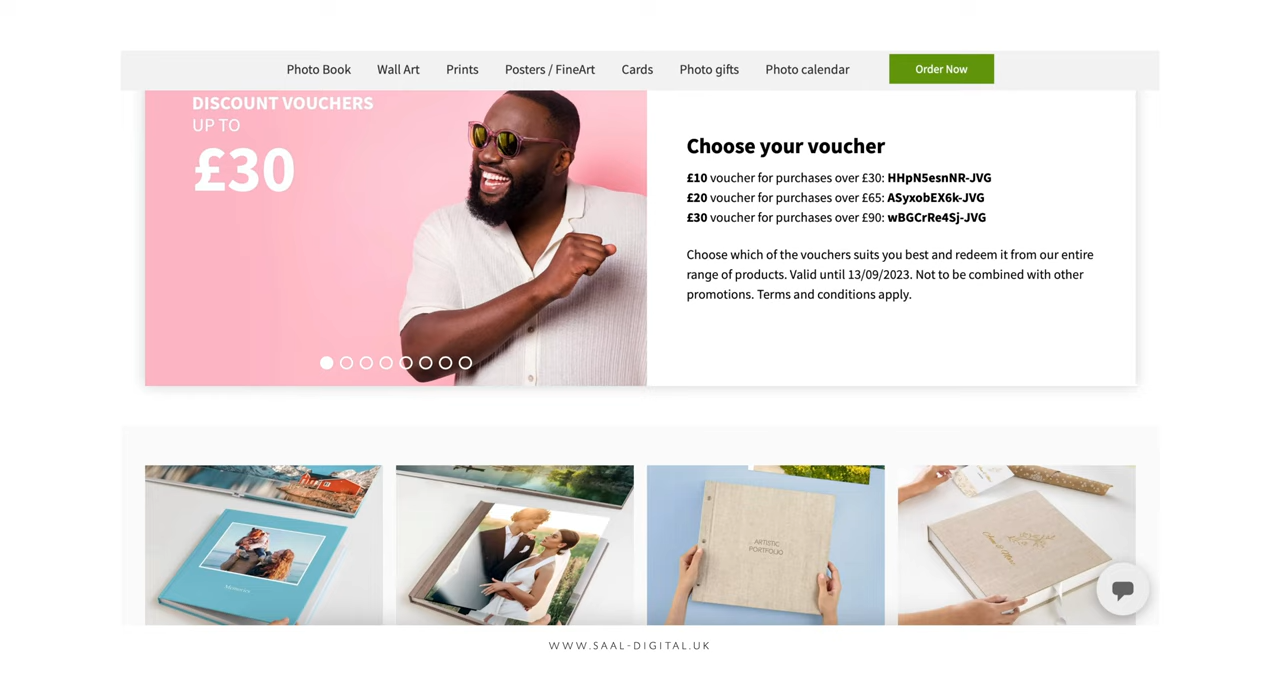 Photo Book Wall Art Prints Posters / FineArt Cards Photo gifts Photo calendar Order Now
DISCOUNT VOUCHERS
UP TO
£30
Choose your voucher
£10 voucher for purchases over £30: HHpN5esnNR-JVG
£20 voucher for purchases over £65: ASyxobEX6k-JVG
£30 voucher for purchases over £90: wBGCrRe4Sj-JVG
Choose which of the vouchers suits you best and redeem it from our entire
range of products. Valid until 13/09/2023. Not to be combined with other
promotions. Terms and conditions apply.
Memories
ARTISTIC
PORTFOLIO
WWW.SAAL-DIGITAL.UK